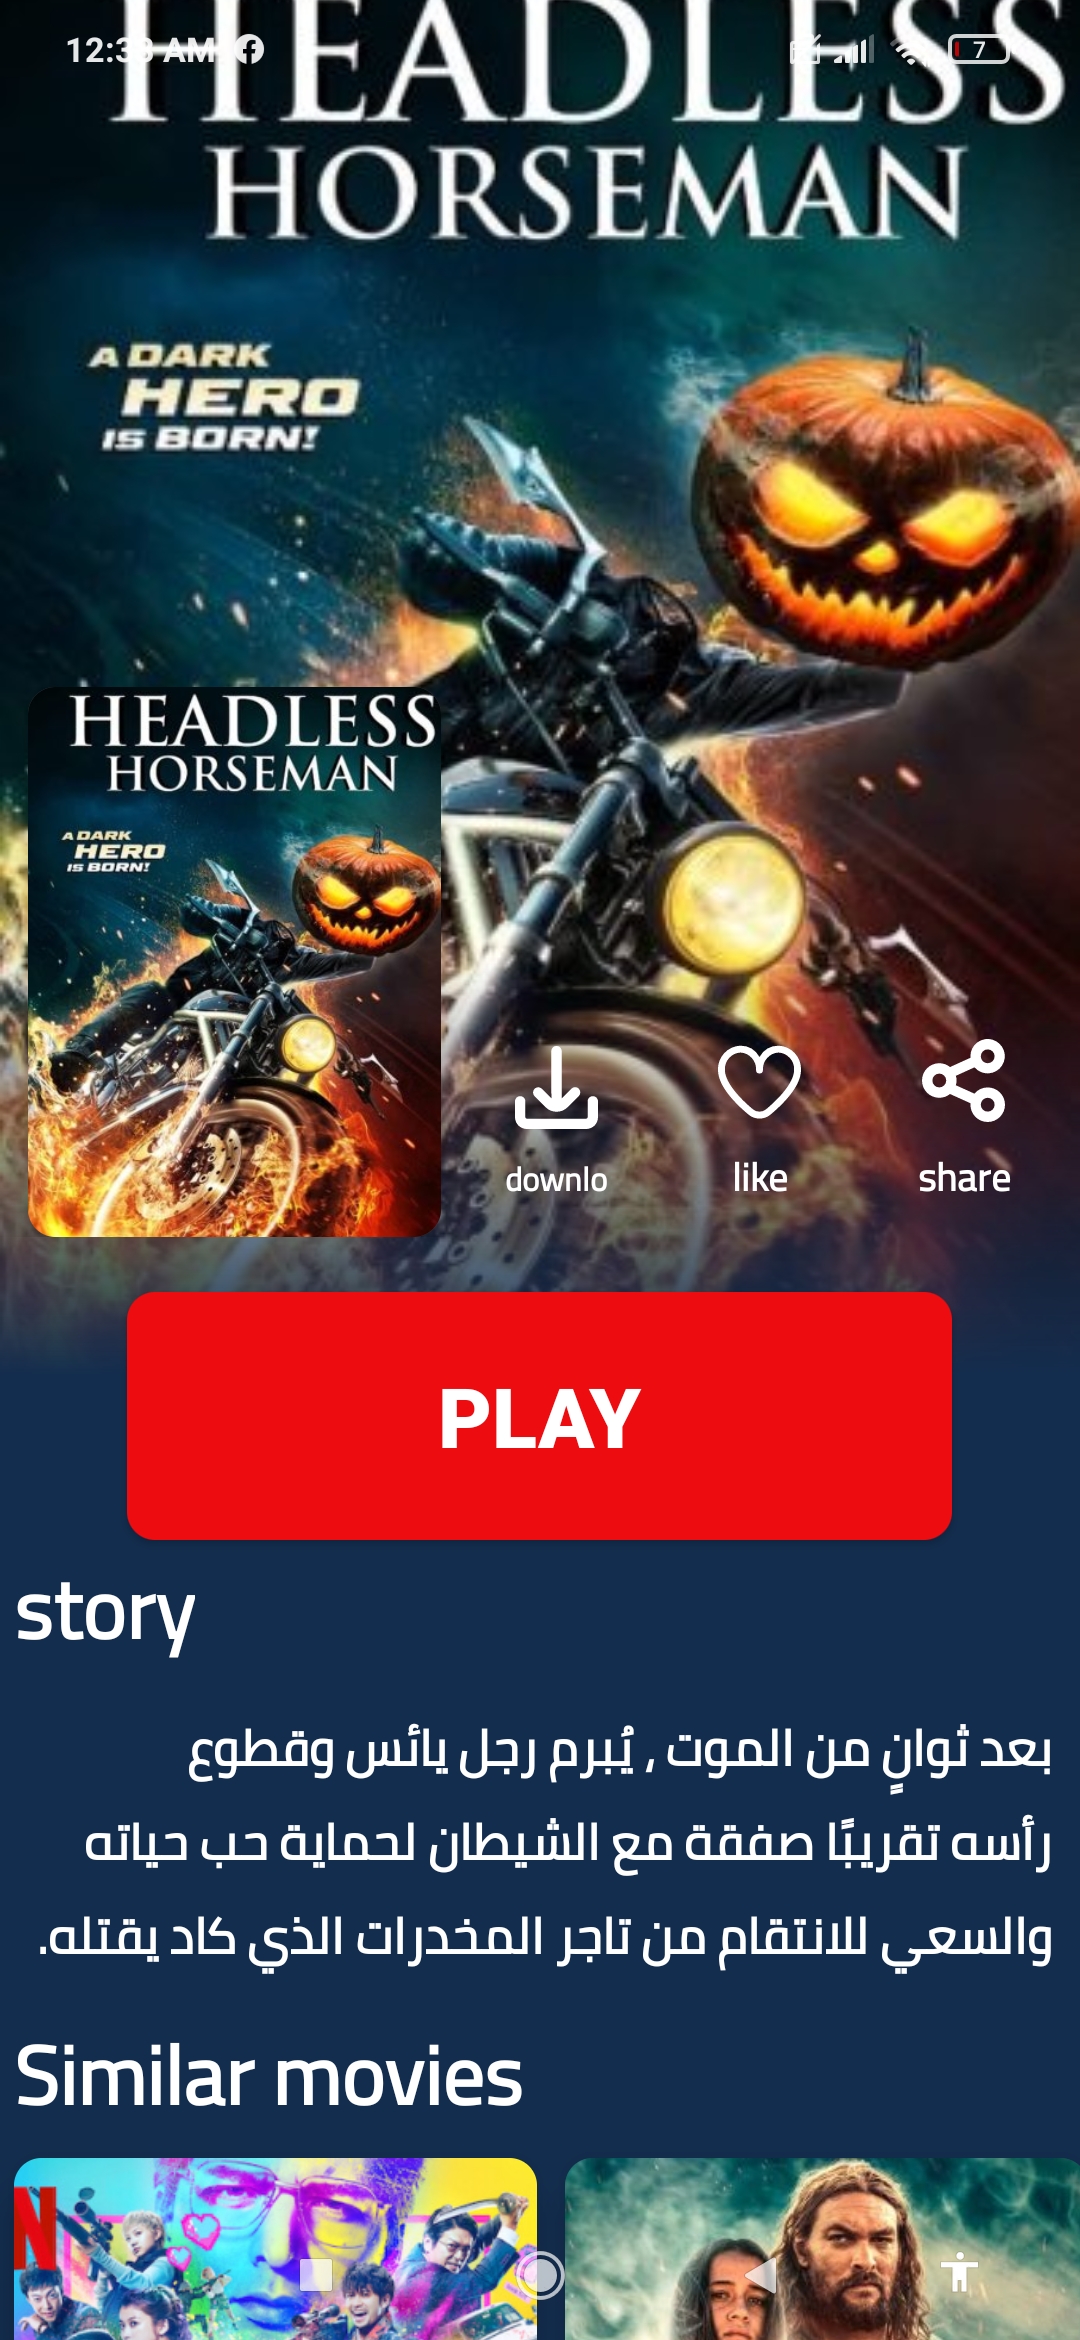 12:33 AM
7
HEADLESS
HORSEMAN
A DARK
HERO
IS BORN!
HEADLESS
HORSEMAN
A DARK
HERO
IS BORN!
downlo
like
share
PLAY
story
بعد ثوانٍ من الموت , يُبرم رجل يائس وقطوع
رأسه تقريبًا صفقة مع الشيطان لحماية حب حياته
والسعي للانتقام من تاجر المخدرات الذي كاد يقتله.
Similar movies
N